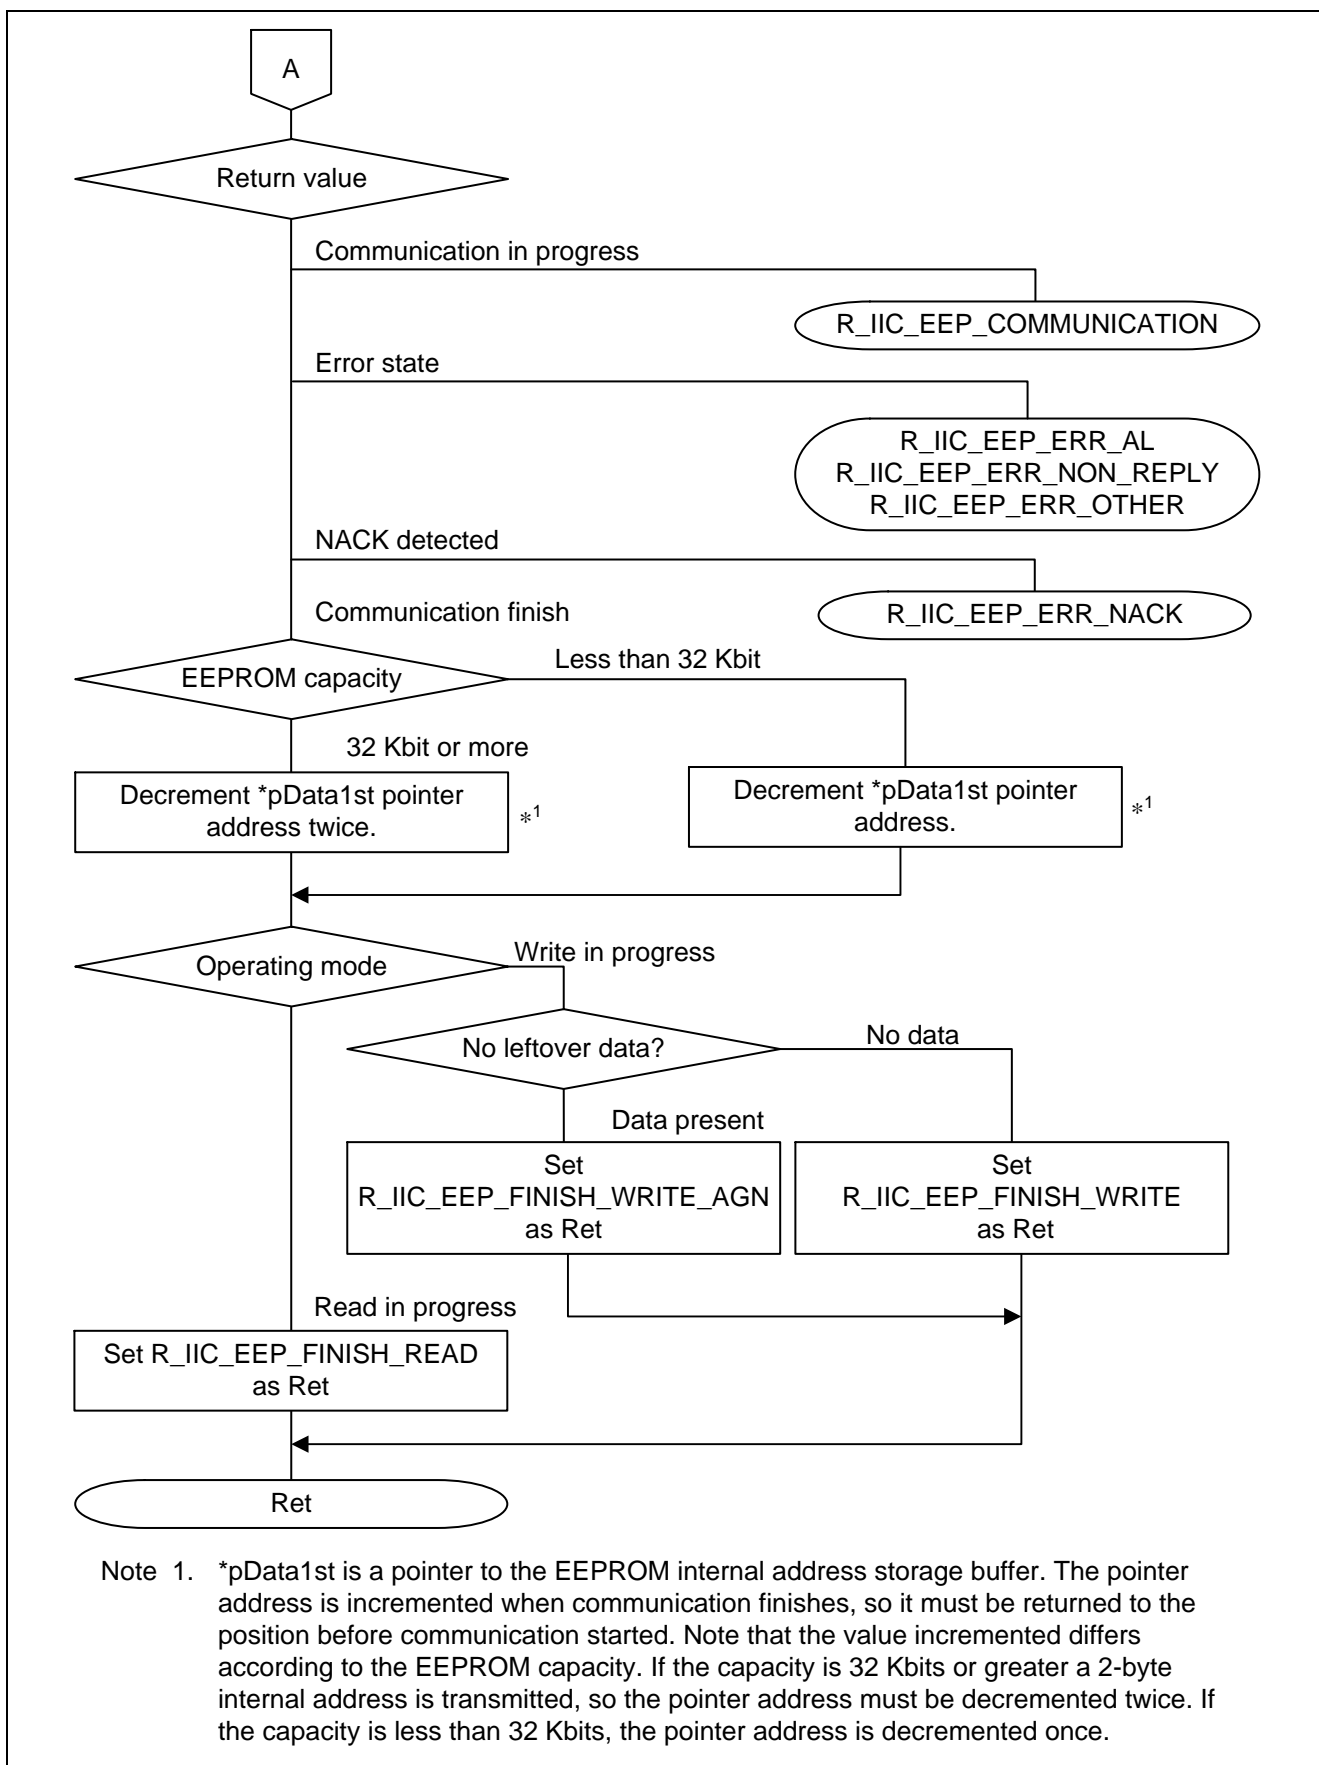 A
Return value
Communication in progress
R_IIC_EEP_COMMUNICATION
Error state
R_IIC_EEP_ERR_AL
R_IIC_EEP_ERR_NON_REPLY
R_IIC_EEP_ERR_OTHER
NACK detected
R_IIC_EEP_ERR_NACK
Communication finish
EEPROM capacity
Less than 32 Kbit
32 Kbit or more
Decrement *pData1st pointer
address twice.
*1
Decrement *pData1st pointer
address.
*1
Operating mode
Write in progress
No leftover data?
No data
Data present
Set
R_IIC_EEP_FINISH_WRITE_AGN
as Ret
Set
R_IIC_EEP_FINISH_WRITE
as Ret
Read in progress
Set R_IIC_EEP_FINISH_READ
as Ret
Ret
Note 1. *pData1st is a pointer to the EEPROM internal address storage buffer. The pointer
address is incremented when communication finishes, so it must be returned to the
position before communication started. Note that the value incremented differs
according to the EEPROM capacity. If the capacity is 32 Kbits or greater a 2-byte
internal address is transmitted, so the pointer address must be decremented twice. If
the capacity is less than 32 Kbits, the pointer address is decremented once.